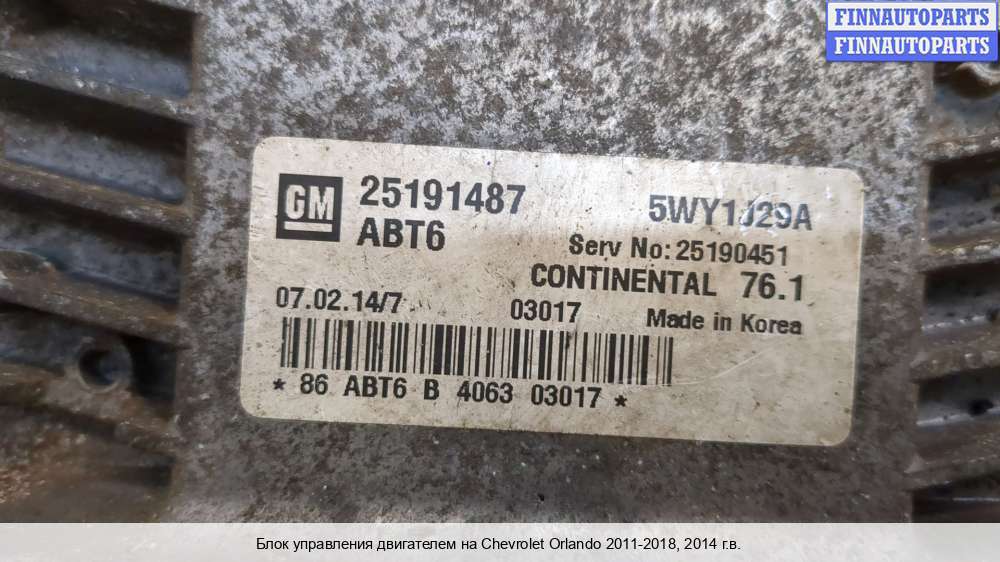 FINNAUTOPARTS
FINNAUTOPARTS
GM 25191487 5WY1J29A
ABT6 Serv No: 25190451
CONTINENTAL 76.1
07.02.14/7 03017 Made in Korea
* 86 ABT6 B 4063 03017 *
Блок управления двигателем на Chevrolet Orlando 2011-2018, 2014 г.в.